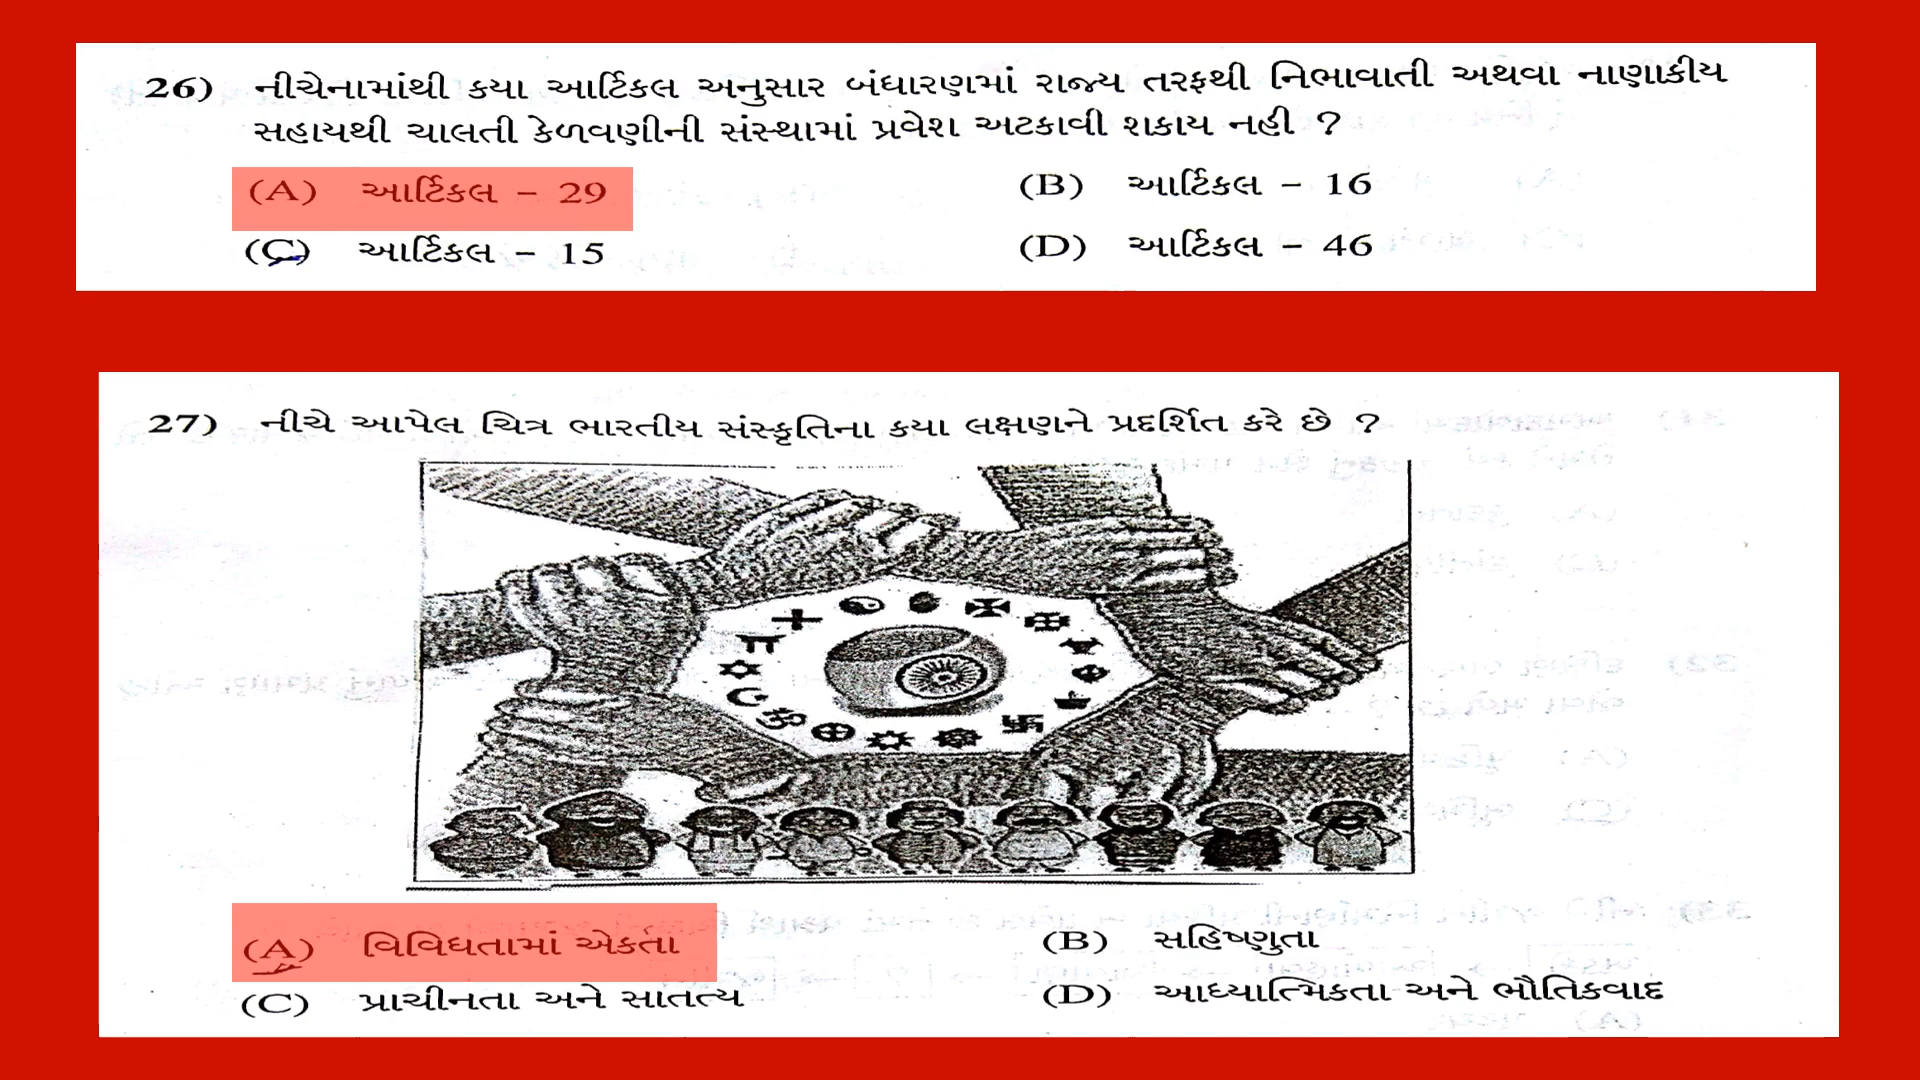 26) નીચેનામાંથી કયા આર્ટિકલ અનુસાર બંધારણમાં રાજ્ય તરફથી નિભાવાતી અથવા નાણાકીય
સહાયથી ચાલતી કેળવણીની સંસ્થામાં પ્રવેશ અટકાવી શકાય નહી ?
(A) આર્ટિકલ – 29 (B) આર્ટિકલ – 16
(C) આર્ટિકલ – 15 (D) આર્ટિકલ – 46
27) નીચે આપેલ ચિત્ર ભારતીય સંસ્કૃતિના કયા લક્ષણને પ્રદર્શિત કરે છે ?
(A) વિવિધતામાં એકતા (B) સહિષ્ણુતા
(C) પ્રાચીનતા અને સાતત્ય (D) આધ્યાત્મિકતા અને ભૌતિકવાદ